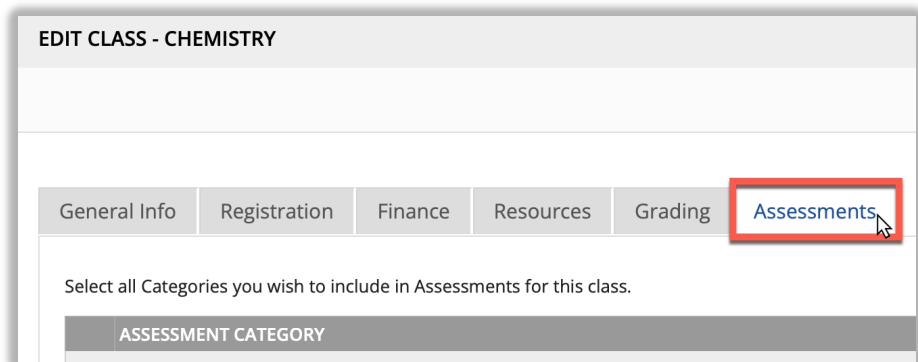 EDIT CLASS - CHEMISTRY
General Info Registration Finance Resources Grading Assessments
Select all Categories you wish to include in Assessments for this class.
ASSESSMENT CATEGORY